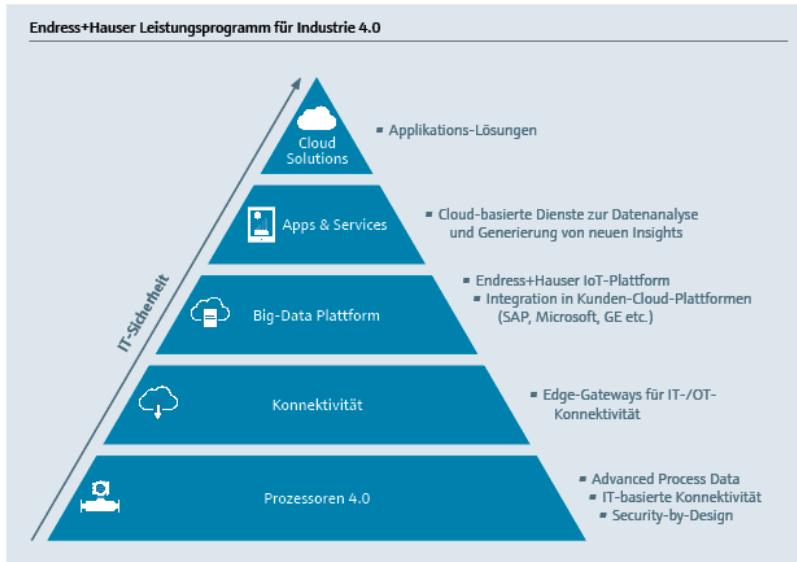 Endress+Hauser Leistungsprogramm für Industrie 4.0
Cloud
Solutions
▪ Applikations-Lösungen
Apps & Services
▪ Cloud-basierte Dienste zur Datenanalyse
und Generierung von neuen Insights
IT-Sicherheit
Big-Data Plattform
▪ Endress+Hauser IoT-Plattform
▪ Integration in Kunden-Cloud-Plattformen
(SAP, Microsoft, GE etc.)
Konnektivität
▪ Edge-Gateways für IT-/OT-
Konnektivität
Prozessoren 4.0
▪ Advanced Process Data
▪ IT-basierte Konnektivität
▪ Security-by-Design